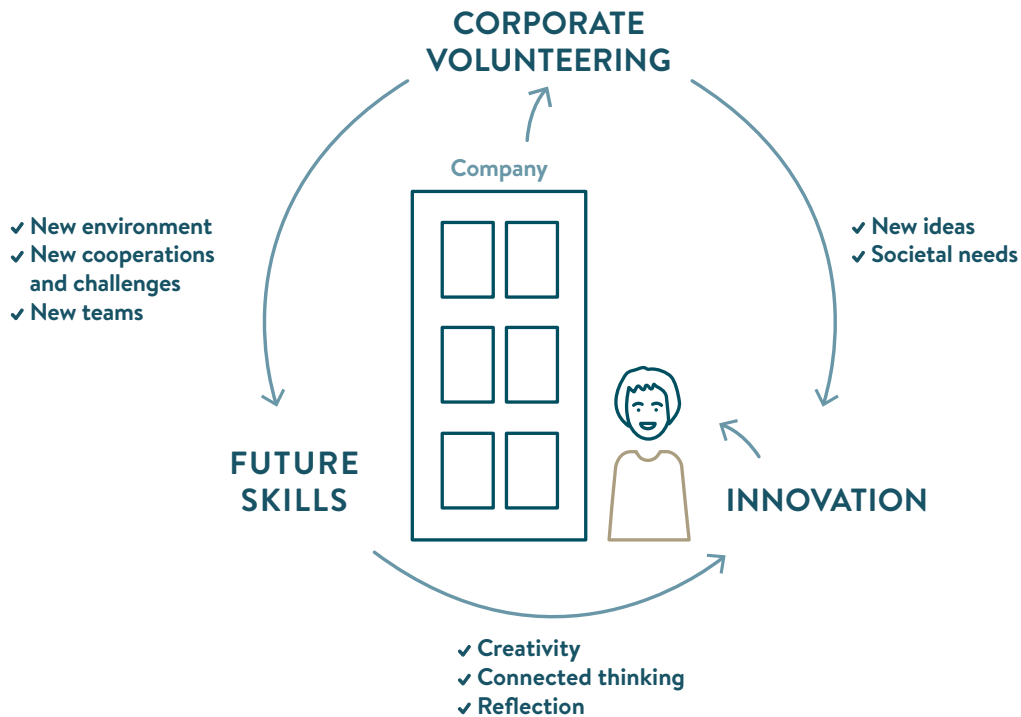 CORPORATE
VOLUNTEERING
Company
✓ New environment
✓ New cooperations
and challenges
✓ New teams
✓ New ideas
✓ Societal needs
FUTURE
SKILLS
INNOVATION
✓ Creativity
✓ Connected thinking
✓ Reflection